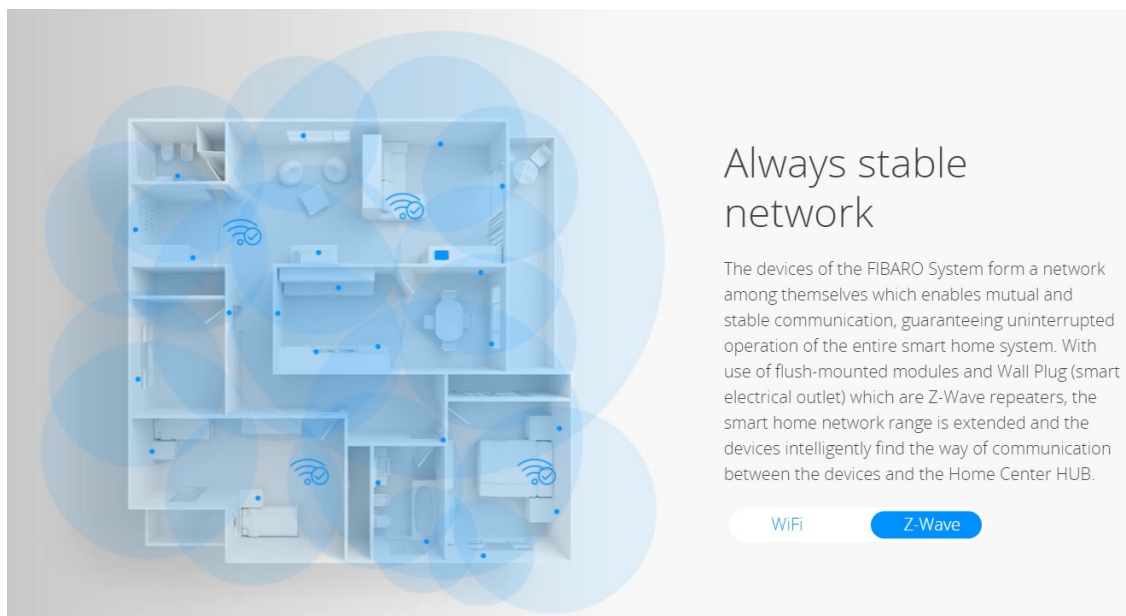 Always stable
network
The devices of the FIBARO System form a network
among themselves which enables mutual and
stable communication, guaranteeing uninterrupted
operation of the entire smart home system. With
use of flush-mounted modules and Wall Plug (smart
electrical outlet) which are Z-Wave repeaters, the
smart home network range is extended and the
devices intelligently find the way of communication
between the devices and the Home Center HUB.
WiFi
Z-Wave